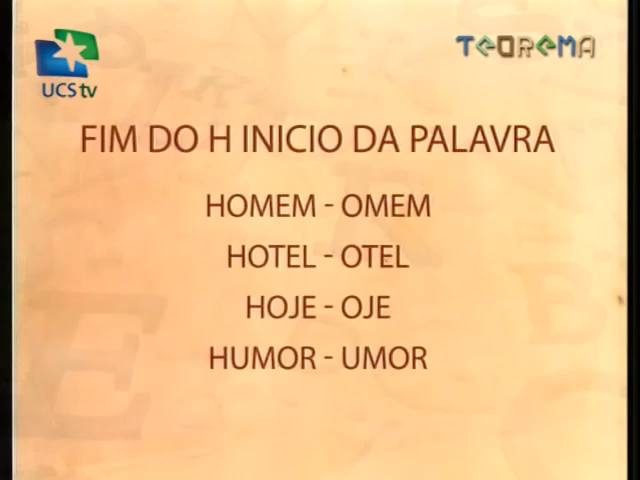 UCS tv
TEOREMA
FIM DO H INICIO DA PALAVRA
HOMEM - OMEM
HOTEL - OTEL
HOJE - OJE
HUMOR - UMOR